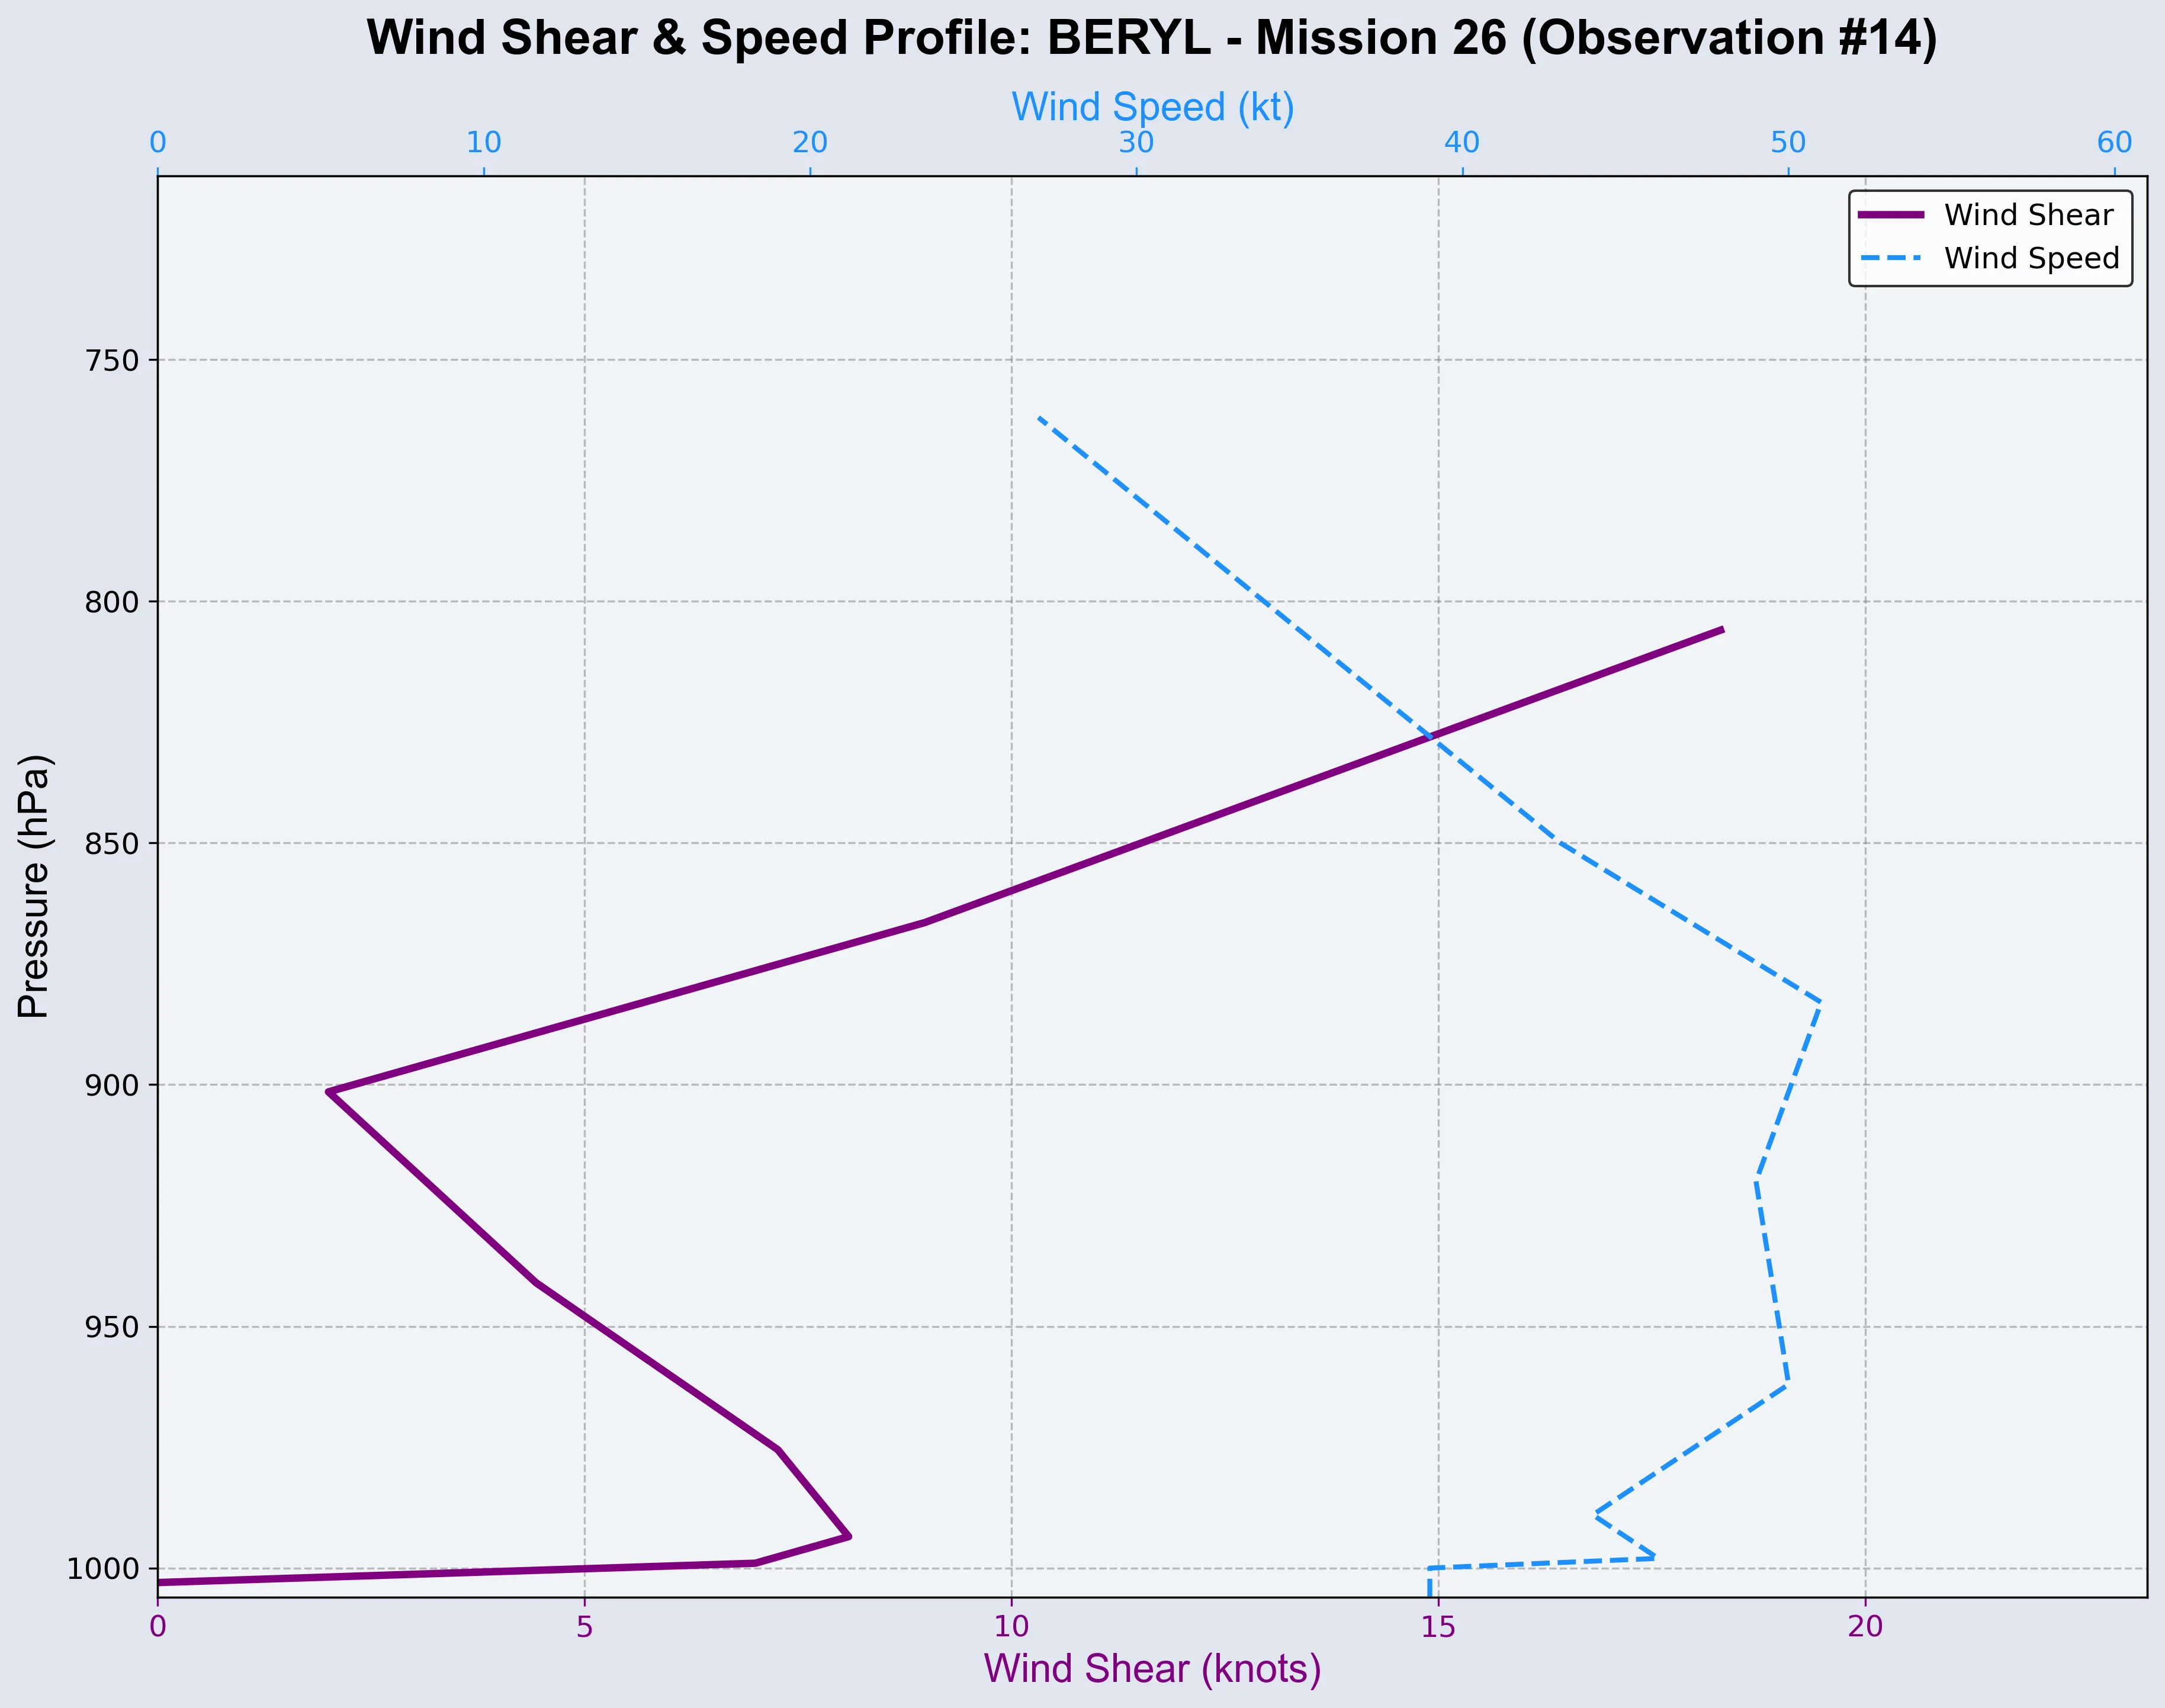 Wind Shear & Speed Profile: BERYL - Mission 26 (Observation #14)
Wind Speed (kt)
0 10 20 30 40 50 60
Wind Shear
Wind Speed
750
800
850
900
950
1000
Pressure (hPa)
0 5 10 15 20
Wind Shear (knots)